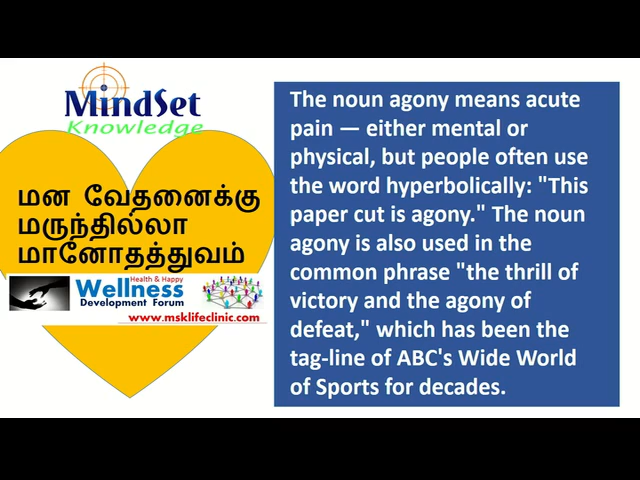 MindSet
Knowledge
மன வேதனைக்கு
மருந்தில்லா
மானோதத்துவம்
Health & Happy
Wellness
Development Forum
www.msklifeclinic.com
The noun agony means acute
pain — either mental or
physical, but people often use
the word hyperbolically: "This
paper cut is agony." The noun
agony is also used in the
common phrase "the thrill of
victory and the agony of
defeat," which has been the
tag-line of ABC's Wide World
of Sports for decades.